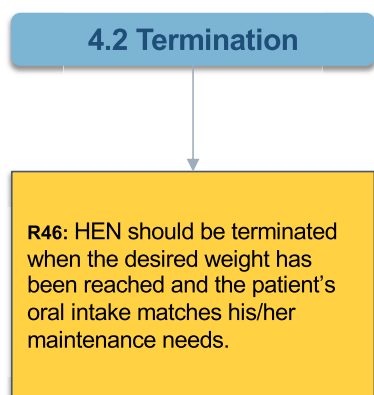 4.2 Termination
R46: HEN should be terminated
when the desired weight has
been reached and the patient’s
oral intake matches his/her
maintenance needs.